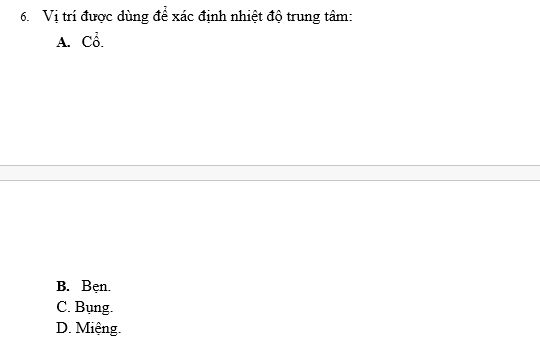 6. Vị trí được dùng để xác định nhiệt độ trung tâm:
A. Cổ.
B. Bẹn.
C. Bụng.
D. Miệng.